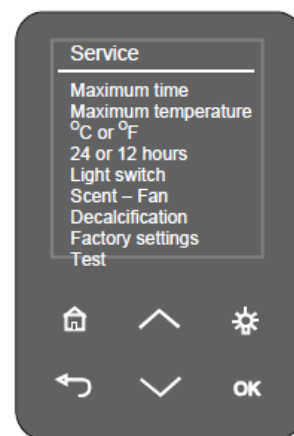 Service
Maximum time
Maximum temperature
°C or °F
24 or 12 hours
Light switch
Scent – Fan
Decalcification
Factory settings
Test
OK